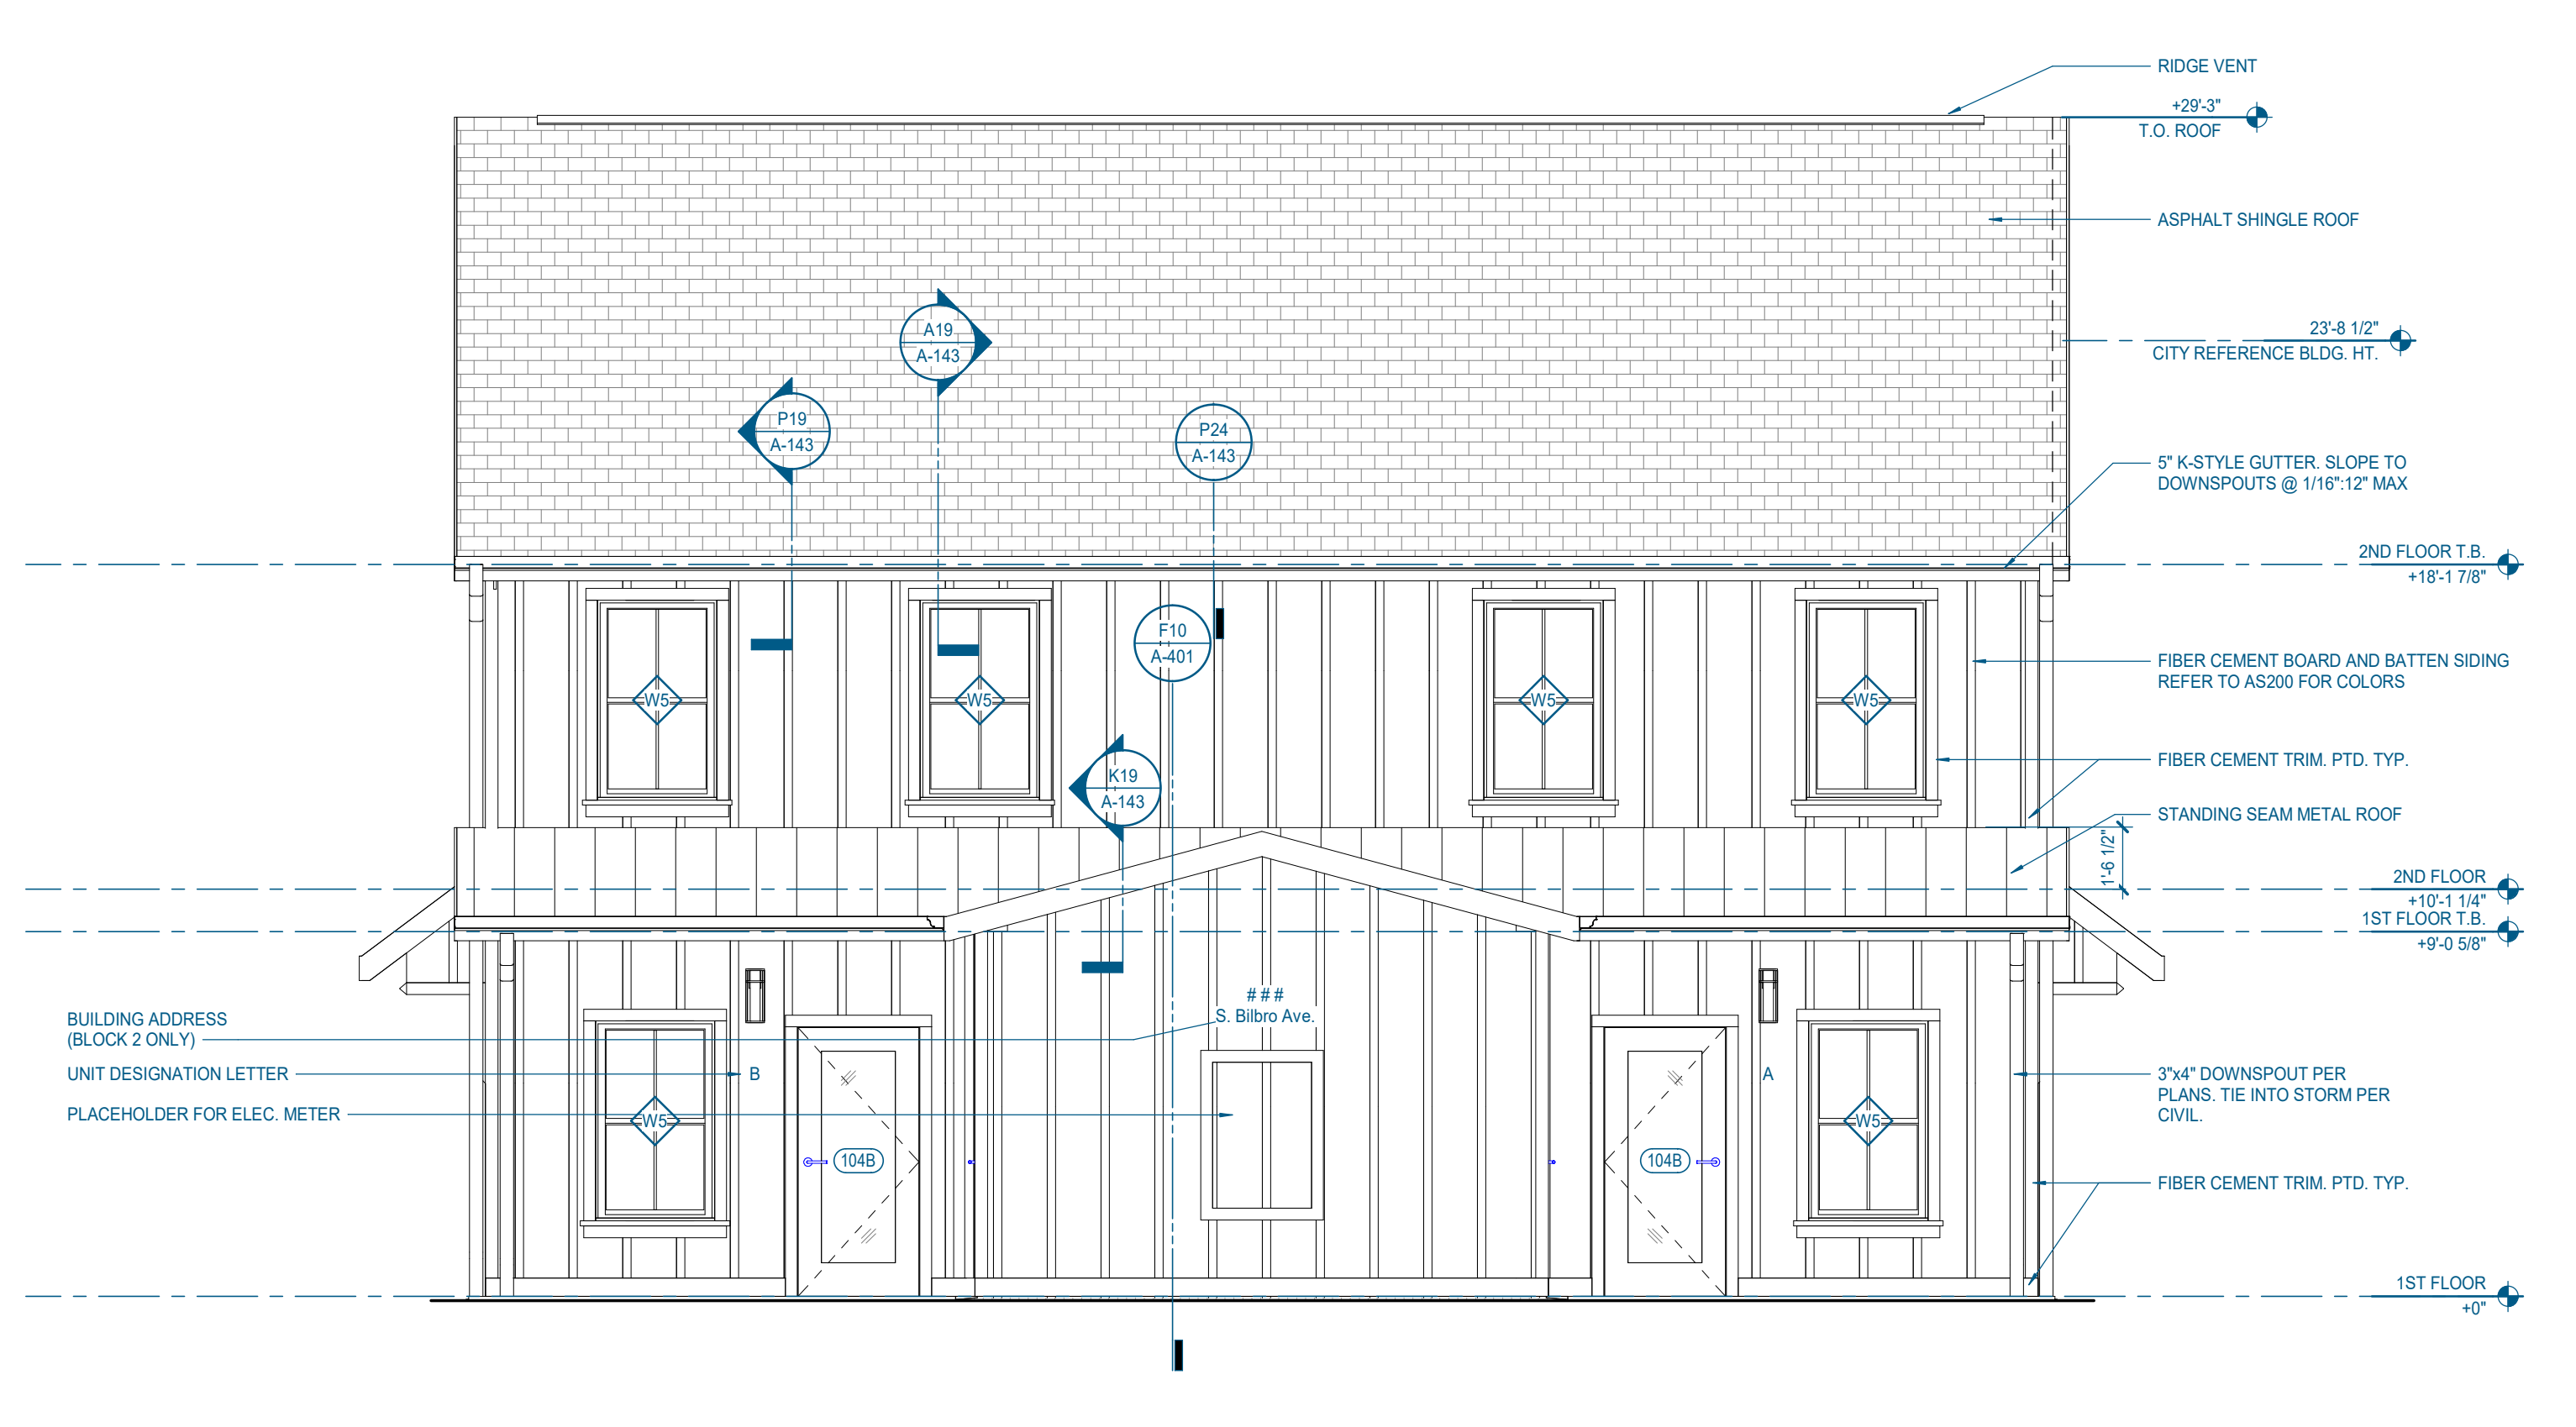 RIDGE VENT
+29'-3"
T.O. ROOF
ASPHALT SHINGLE ROOF
A19
A-143
23'-8 1/2"
CITY REFERENCE BLDG. HT.
P19
A-143
P24
A-143
5" K-STYLE GUTTER. SLOPE TO
DOWNSPOUTS @ 1/16":12" MAX
2ND FLOOR T.B.
+18'-1 7/8"
F10
A-401
FIBER CEMENT BOARD AND BATTEN SIDING
REFER TO AS200 FOR COLORS
W5
W5
W5
W5
FIBER CEMENT TRIM. PTD. TYP.
K19
A-143
STANDING SEAM METAL ROOF
1'-6 1/2"
2ND FLOOR
+10'-1 1/4"
1ST FLOOR T.B.
+9'-0 5/8"
###
S. Bilbro Ave.
BUILDING ADDRESS
(BLOCK 2 ONLY)
UNIT DESIGNATION LETTER
B
A
3"x4" DOWNSPOUT PER
PLANS. TIE INTO STORM PER
CIVIL.
PLACEHOLDER FOR ELEC. METER
W5
W5
104B
104B
FIBER CEMENT TRIM. PTD. TYP.
1ST FLOOR
+0"